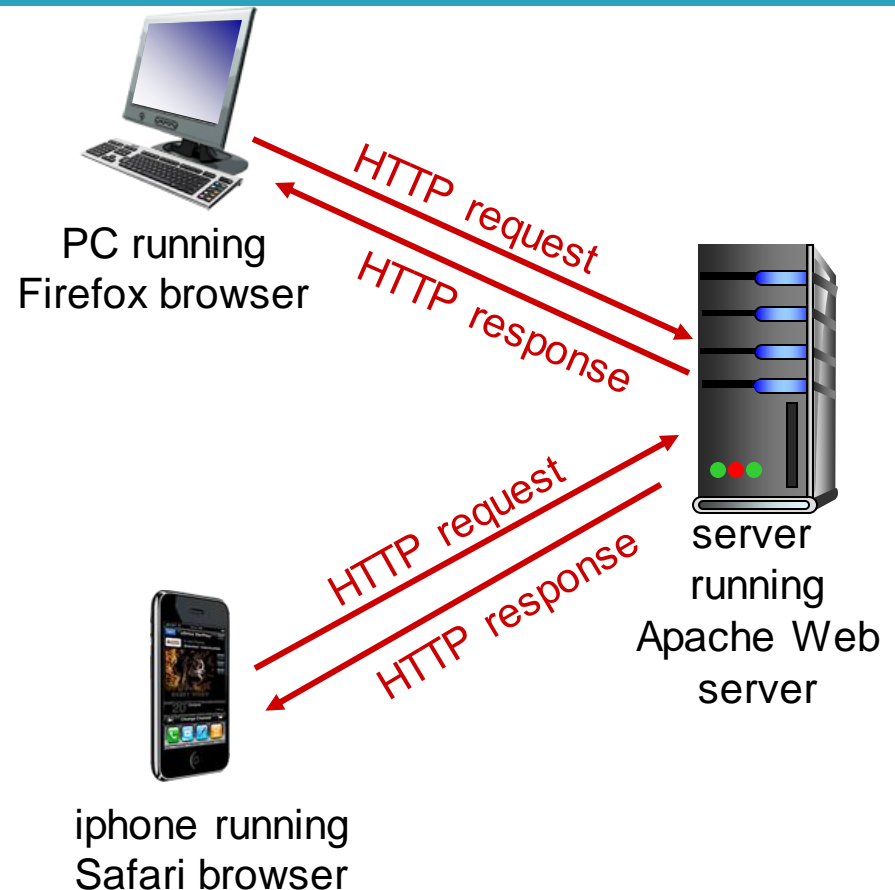 HTTP request
HTTP response
PC running
Firefox browser
HTTP request
HTTP response
server
running
Apache Web
server
iphone running
Safari browser